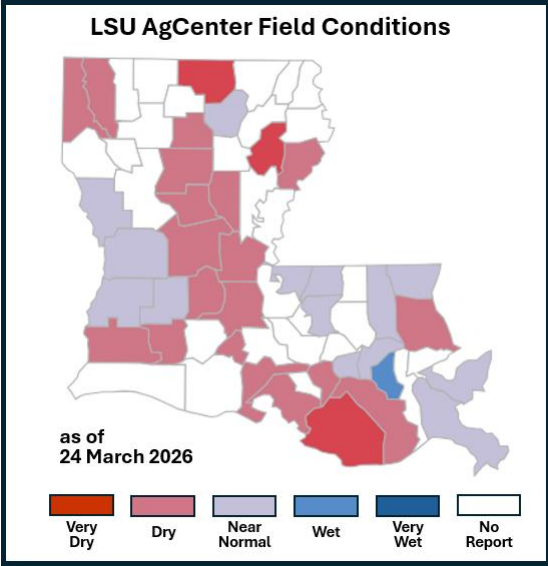 LSU AgCenter Field Conditions
as of
24 March 2026
Very
Dry
Dry
Near
Normal
Wet
Very
Wet
No
Report